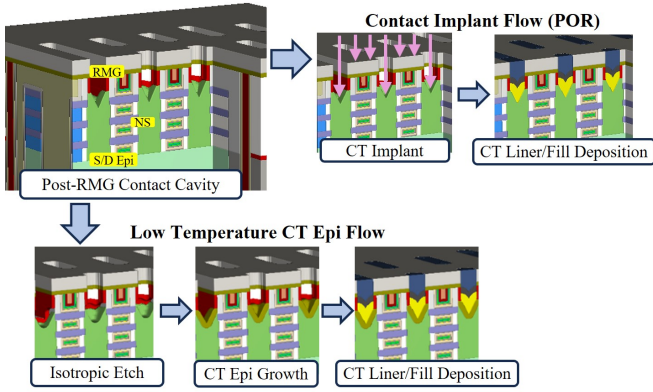 Contact Implant Flow (POR)
RMG
NS
S/D Epi
Post-RMG Contact Cavity
CT Implant
CT Liner/Fill Deposition
Low Temperature CT Epi Flow
Isotropic Etch
CT Epi Growth
CT Liner/Fill Deposition